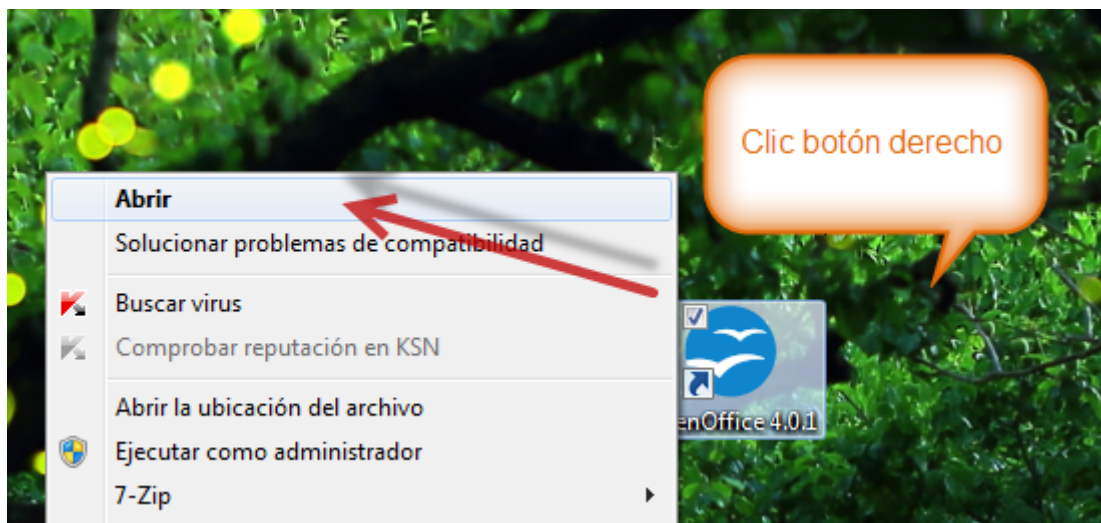 Clic botón derecho
Abrir
Solucionar problemas de compatibilidad
Buscar virus
Comprobar reputación en KSN
Abrir la ubicación del archivo
Ejecutar como administrador
7-Zip
enOffice 4.0.1